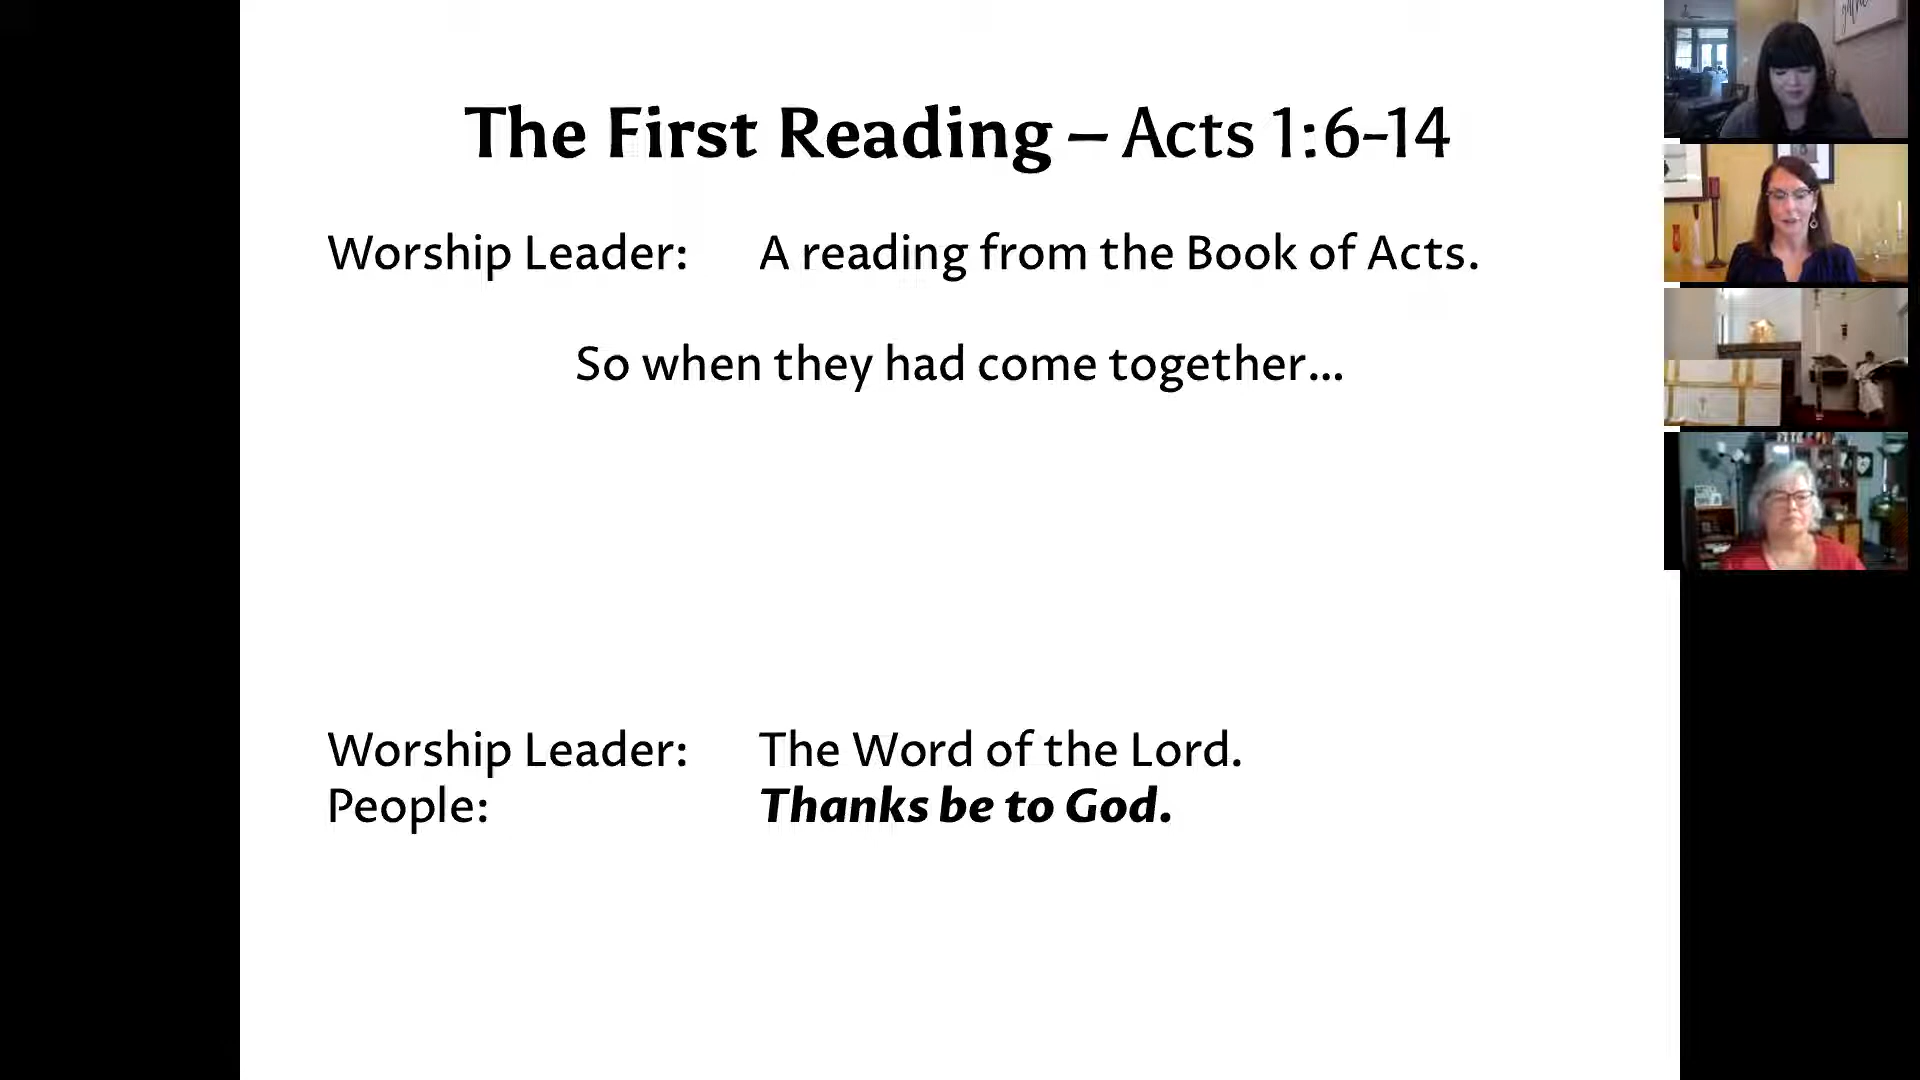 The First Reading – Acts 1:6-14
Worship Leader: A reading from the Book of Acts.
So when they had come together...
Worship Leader: The Word of the Lord.
People: Thanks be to God.